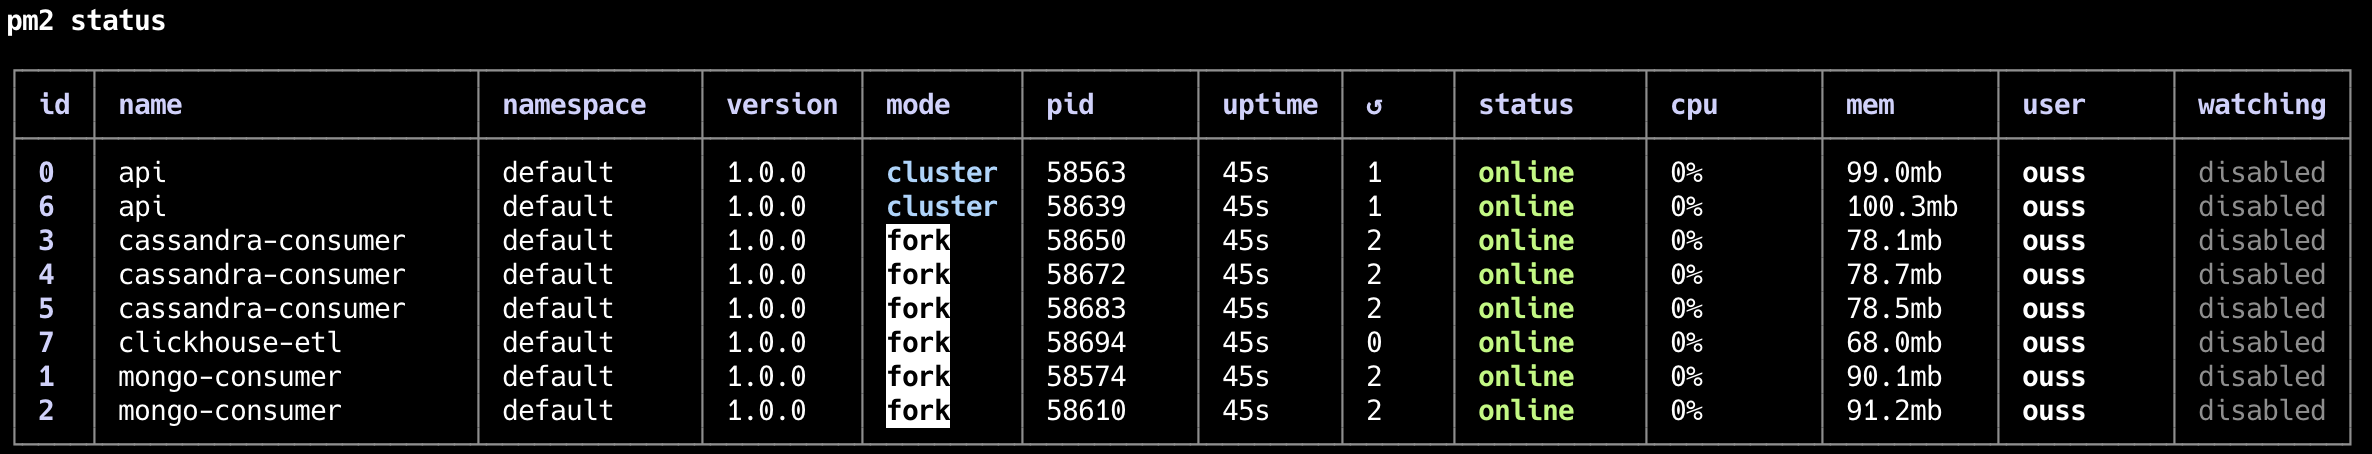 pm2 status
id name namespace version mode pid uptime ↺ status cpu mem user watching
0 api default 1.0.0 cluster 58563 45s 1 online 0% 99.0mb ouss disabled
6 api default 1.0.0 cluster 58639 45s 1 online 0% 100.3mb ouss disabled
3 cassandra-consumer default 1.0.0 fork 58650 45s 2 online 0% 78.1mb ouss disabled
4 cassandra-consumer default 1.0.0 fork 58672 45s 2 online 0% 78.7mb ouss disabled
5 cassandra-consumer default 1.0.0 fork 58683 45s 2 online 0% 78.5mb ouss disabled
7 clickhouse-etl default 1.0.0 fork 58694 45s 0 online 0% 68.0mb ouss disabled
1 mongo-consumer default 1.0.0 fork 58574 45s 2 online 0% 90.1mb ouss disabled
2 mongo-consumer default 1.0.0 fork 58610 45s 2 online 0% 91.2mb ouss disabled